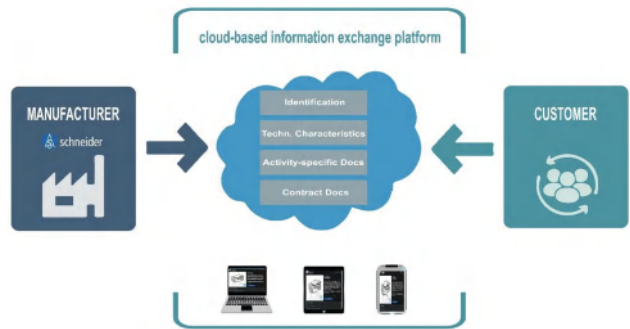 cloud-based information exchange platform
MANUFACTURER
schneider
Identification
Techn. Characteristics
Activity-specific Docs
Contract Docs
CUSTOMER